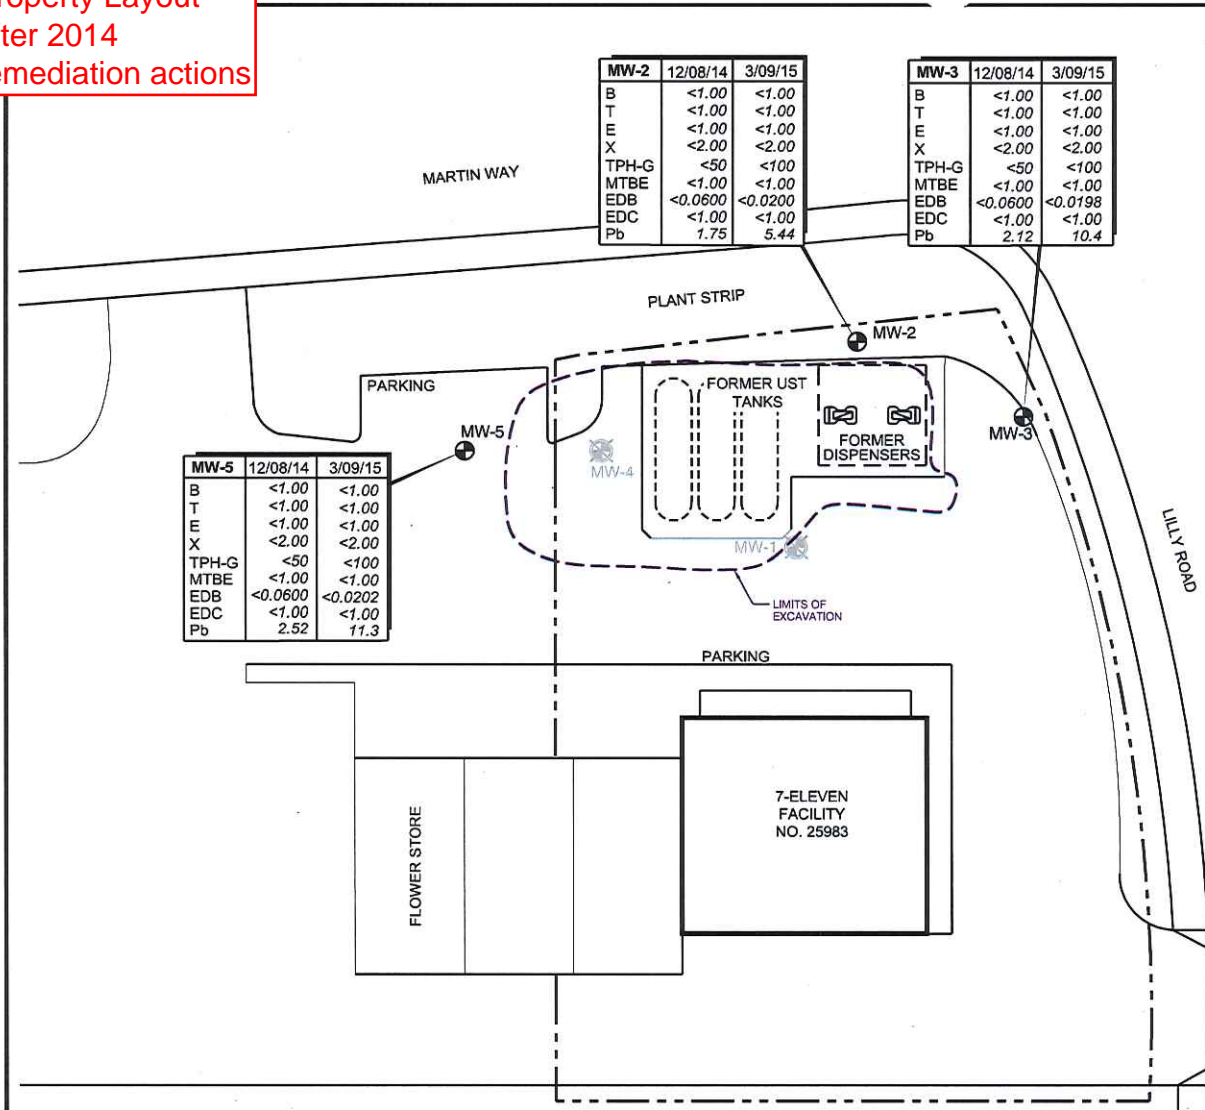 roperty Layout
ter 2014
emediation actions
MW-2 12/08/14 3/09/15
B <1.00 <1.00
T <1.00 <1.00
E <1.00 <1.00
X <2.00 <2.00
TPH-G <50 <100
MTBE <1.00 <1.00
EDB <0.0600 <0.0200
EDC <1.00 <1.00
Pb 1.75 5.44
MW-3 12/08/14 3/09/15
B <1.00 <1.00
T <1.00 <1.00
E <1.00 <1.00
X <2.00 <2.00
TPH-G <50 <100
MTBE <1.00 <1.00
EDB <0.0600 <0.0198
EDC <1.00 <1.00
Pb 2.12 10.4
MARTIN WAY
PLANT STRIP
MW-2
PARKING
FORMER UST
TANKS
MW-5
MW-4
FORMER
DISPENSERS
MW-3
MW-5 12/08/14 3/09/15
B <1.00 <1.00
T <1.00 <1.00
E <1.00 <1.00
X <2.00 <2.00
TPH-G <50 <100
MTBE <1.00 <1.00
EDB <0.0600 <0.0202
EDC <1.00 <1.00
Pb 2.52 11.3
MW-1
LILLY ROAD
LIMITS OF
EXCAVATION
PARKING
7-ELEVEN
FACILITY
NO. 25983
FLOWER STORE